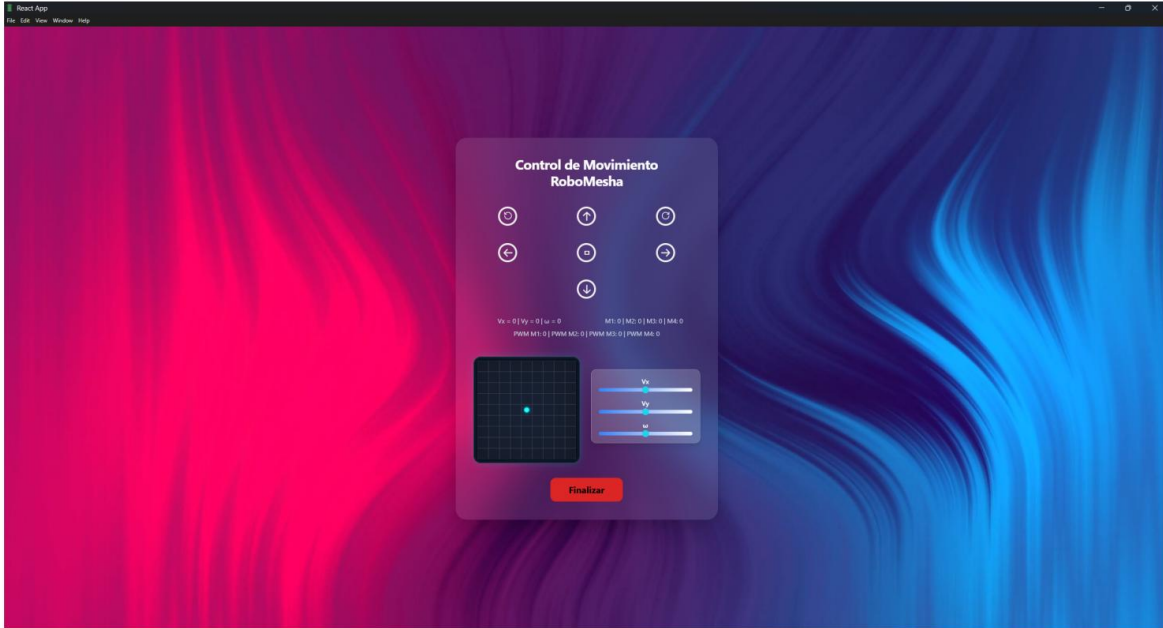 React App
File Edit View Window Help
Control de Movimiento
RoboMesha
Vx = 0 | Vy = 0 | ω = 0
M1: 0 | M2: 0 | M3: 0 | M4: 0
PWM M1: 0 | PWM M2: 0 | PWM M3: 0 | PWM M4: 0
Vx
Vy
ω
Finalizar